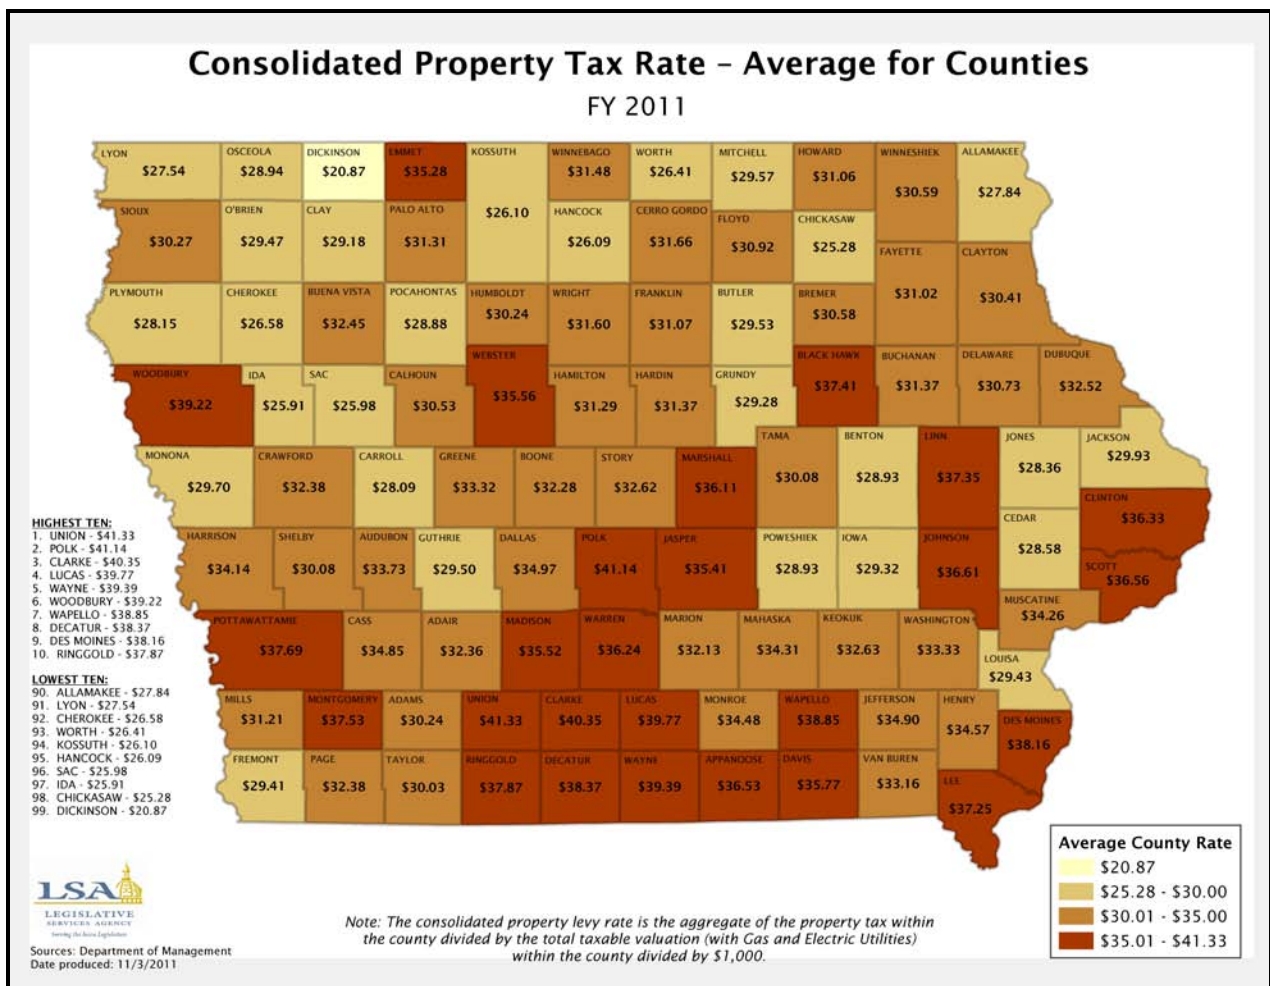 Consolidated Property Tax Rate – Average for Counties
FY 2011
LYON
$27.54
OSCEOLA
$28.94
DICKINSON
$20.87
EMMET
$35.28
KOSSUTH
$26.10
WINNEBAGO
$31.48
WORTH
$26.41
MITCHELL
$29.57
HOWARD
$31.06
WINNESHIEK
$30.59
ALLAMAKEE
$27.84
SIOUX
$30.27
O'BRIEN
$29.47
CLAY
$29.18
PALO ALTO
$31.31
HANCOCK
$26.09
CERRO GORDO
$31.66
FLOYD
$30.92
CHICKASAW
$25.28
FAYETTE
$31.02
CLAYTON
$30.41
PLYMOUTH
$28.15
CHEROKEE
$26.58
BUENA VISTA
$32.45
POCAHONTAS
$28.88
HUMBOLDT
$30.24
WRIGHT
$31.60
FRANKLIN
$31.07
BUTLER
$29.53
BREMER
$30.58
WOODBURY
$39.22
IDA
$25.91
SAC
$25.98
CALHOUN
$30.53
WEBSTER
$35.56
HAMILTON
$31.29
HARDIN
$31.37
GRUNDY
$29.28
BLACK HAWK
$37.41
BUCHANAN
$31.37
DELAWARE
$30.73
DUBUQUE
$32.52
MONONA
$29.70
CRAWFORD
$32.38
CARROLL
$28.09
GREENE
$33.32
BOONE
$32.28
STORY
$32.62
MARSHALL
$36.11
TAMA
$30.08
BENTON
$28.93
LINN
$37.35
JONES
$28.36
JACKSON
$29.93
CLINTON
$36.33
CEDAR
$28.58
HARRISON
$34.14
SHELBY
$30.08
AUDUBON
$33.73
GUTHRIE
$29.50
DALLAS
$34.97
POLK
$41.14
JASPER
$35.41
POWESHIEK
$28.93
IOWA
$29.32
JOHNSON
$36.61
SCOTT
$36.56
MUSCATINE
$34.26
POTTAWATTAMIE
$37.69
CASS
$34.85
ADAIR
$32.36
MADISON
$35.52
WARREN
$36.24
MARION
$32.13
MAHASKA
$34.31
KEOKUK
$32.63
WASHINGTON
$33.33
LOUISA
$29.43
MILLS
$31.21
MONTGOMERY
$37.53
ADAMS
$30.24
UNION
$41.33
CLARKE
$40.35
LUCAS
$39.77
MONROE
$34.48
WAPELLO
$38.85
JEFFERSON
$34.90
HENRY
$34.57
DES MOINES
$38.16
FREMONT
$29.41
PAGE
$32.38
TAYLOR
$30.03
RINGGOLD
$37.87
DECATUR
$38.37
WAYNE
$39.39
APPANOOSE
$36.53
DAVIS
$35.77
VAN BUREN
$33.16
LEE
$37.25
HIGHEST TEN:
1. UNION - $41.33
2. POLK - $41.14
3. CLARKE - $40.35
4. LUCAS - $39.77
5. WAYNE - $39.39
6. WOODBURY - $39.22
7. WAPELLO - $38.85
8. DECATUR - $38.37
9. DES MOINES - $38.16
10. RINGGOLD - $37.87
LOWEST TEN:
90. ALLAMAKEE - $27.84
91. LYON - $27.54
92. CHEROKEE - $26.58
93. WORTH - $26.41
94. KOSSUTH - $26.10
95. HANCOCK - $26.09
96. SAC - $25.98
97. IDA - $25.91
98. CHICKASAW - $25.28
99. DICKINSON - $20.87
LSA
LEGISLATIVE
SERVICES AGENCY
Serving the Iowa Legislature
Sources: Department of Management
Date produced: 11/3/2011
Note: The consolidated property levy rate is the aggregate of the property tax within
the county divided by the total taxable valuation (with Gas and Electric Utilities)
within the county divided by $1,000.
Average County Rate
$20.87
$25.28 - $30.00
$30.01 - $35.00
$35.01 - $41.33